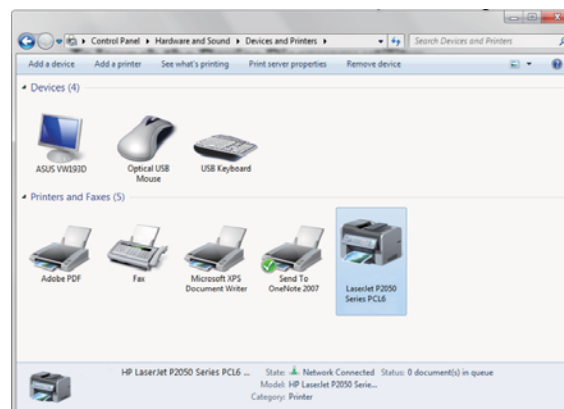 Control Panel ▸ Hardware and Sound ▸ Devices and Printers ▸
Search Devices and Printers
Add a device Add a printer See what's printing Print server properties Remove device
Devices (4)
ASUS VW193D
Optical USB
Mouse
USB Keyboard
Printers and Faxes (5)
Adobe PDF
Fax
Microsoft XPS
Document Writer
Send To
OneNote 2007
LaserJet P2050
Series PCL6
HP LaserJet P2050 Series PCL6 ... State: Network Connected Status: 0 document(s) in queue
Model: HP LaserJet P2050 Serie...
Category: Printer